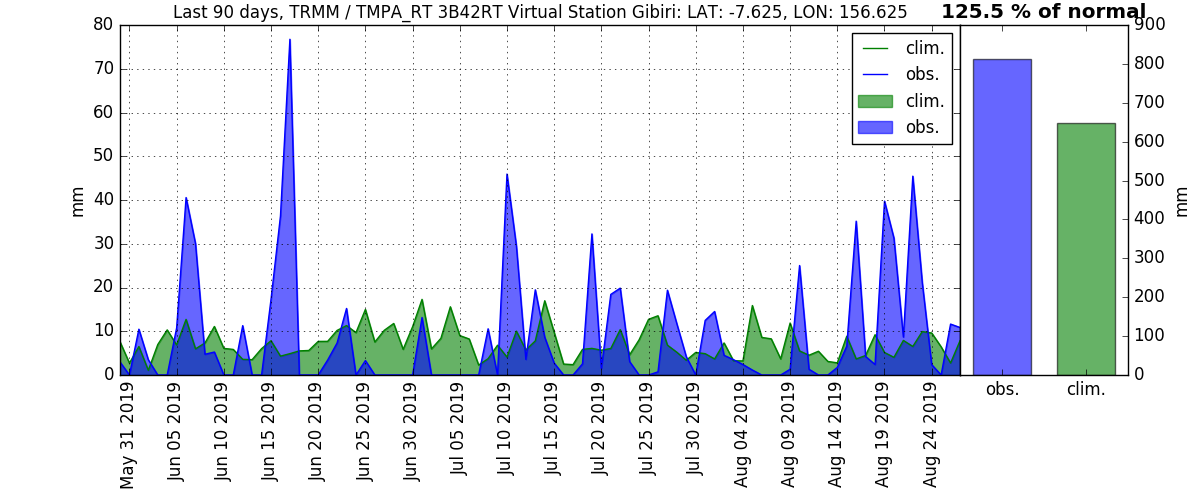 Last 90 days, TRMM / TMPA_RT 3B42RT Virtual Station Gibiri: LAT: -7.625, LON: 156.625
125.5 % of normal
80
70
60
50
40
30
20
10
0
mm
clim.
obs.
clim.
obs.
May 31 2019
Jun 05 2019
Jun 10 2019
Jun 15 2019
Jun 20 2019
Jun 25 2019
Jun 30 2019
Jul 05 2019
Jul 10 2019
Jul 15 2019
Jul 20 2019
Jul 25 2019
Jul 30 2019
Aug 04 2019
Aug 09 2019
Aug 14 2019
Aug 19 2019
Aug 24 2019
900
800
700
600
500
400
300
200
100
0
mm
obs.
clim.